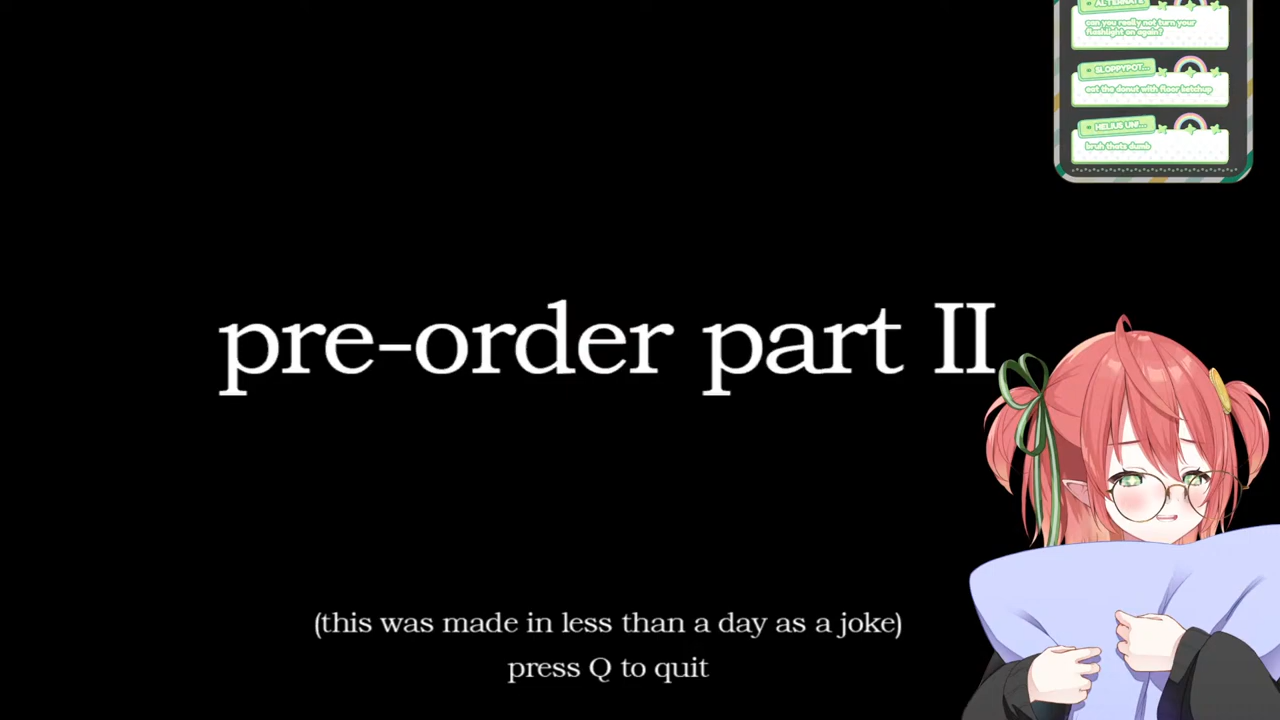 ALTERNATE
can you really not turn your
flashlight on again?
SLOPPYPOT...
eat the donut with floor ketchup
HELIUS UN!...
bruh thats dumb
pre-order part II
(this was made in less than a day as a joke)
press Q to quit